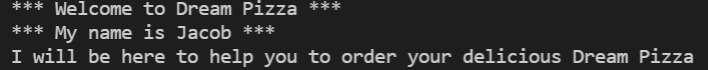 *** Welcome to Dream Pizza ***
*** My name is Jacob ***
I will be here to help you to order your delicious Dream Pizza